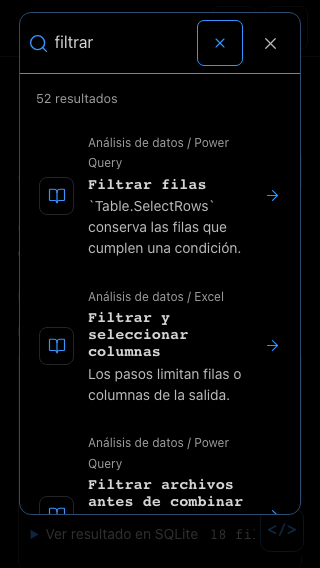 filtrar
52 resultados
Análisis de datos / Power
Query
Filtrar filas
`Table.SelectRows`
conserva las filas que
cumplen una condición.
Análisis de datos / Excel
Filtrar y
seleccionar
columnas
Los pasos limitan filas o
columnas de la salida.
Análisis de datos / Power
Query
Filtrar archivos
antes de combinar
Ver resultado en SQLite 18 fi
</>